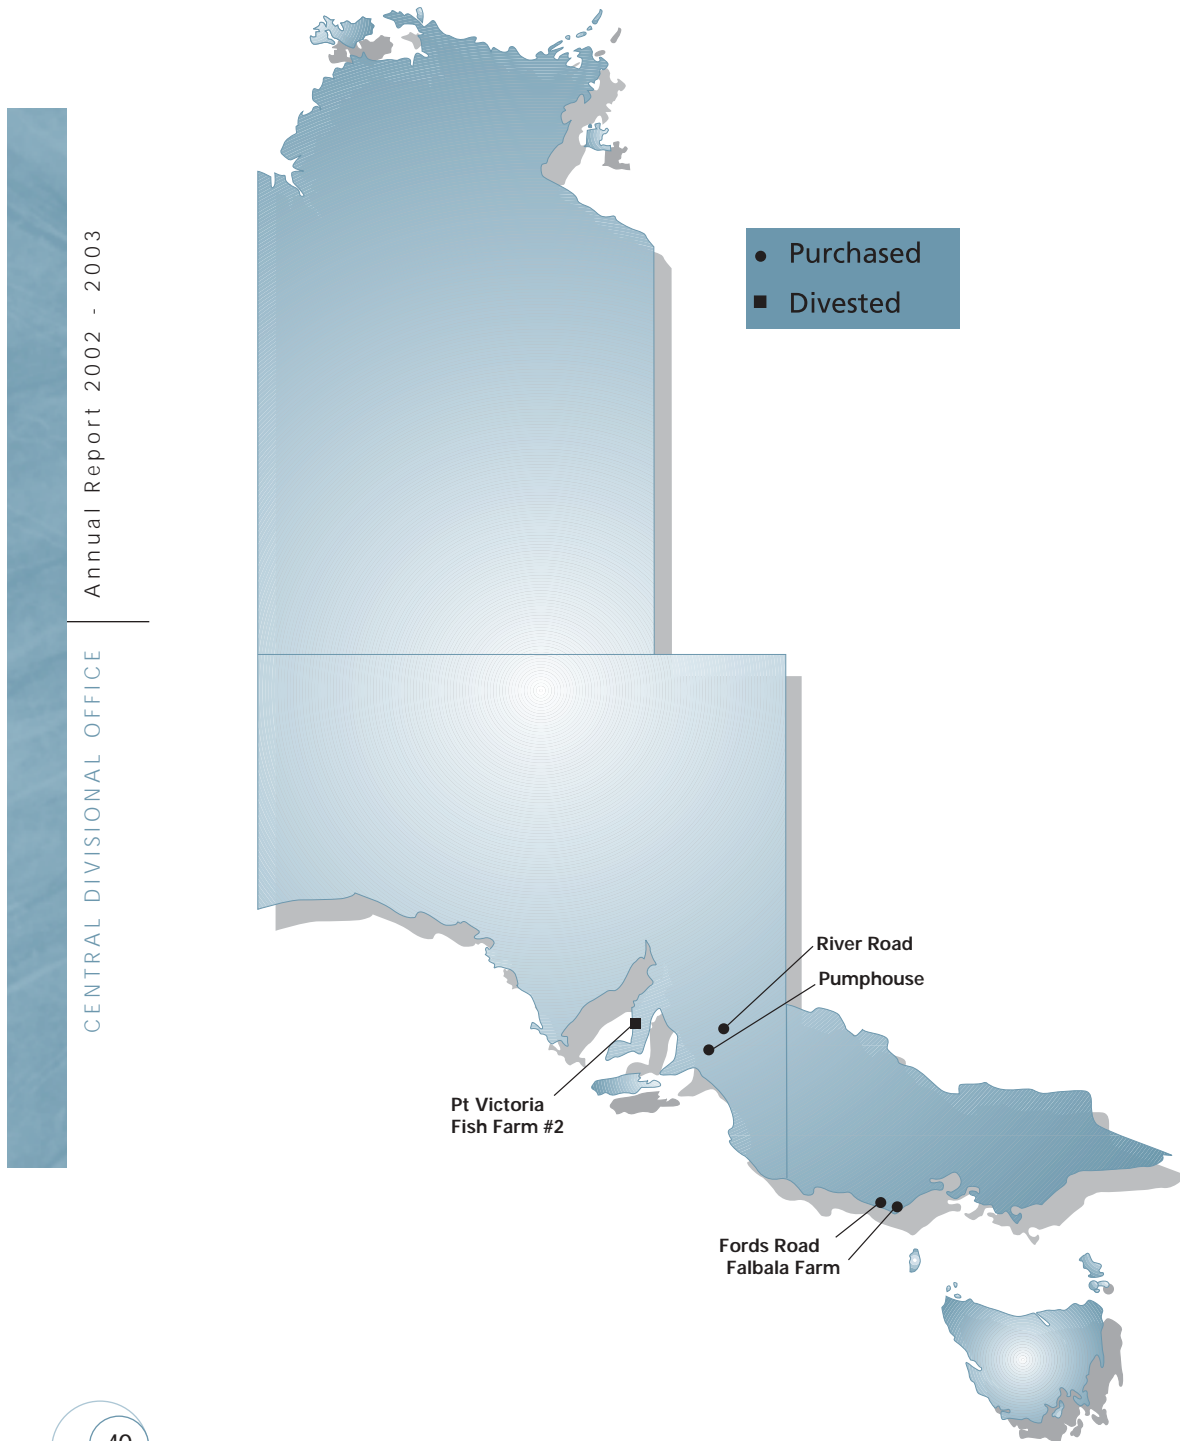 Annual Report 2002 - 2003
CENTRAL DIVISIONAL OFFICE
Purchased
Divested
River Road
Pumphouse
Pt Victoria
Fish Farm #2
Fords Road
Falbala Farm